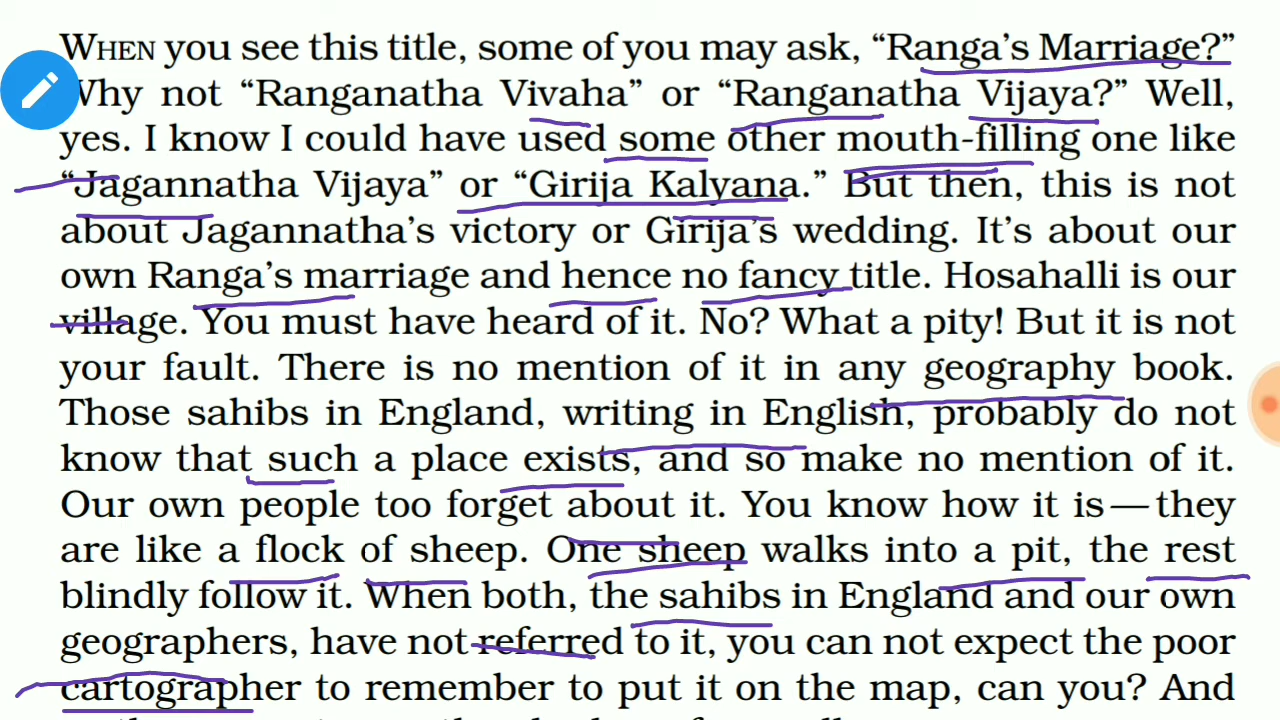 WHEN you see this title, some of you may ask, “Ranga’s Marriage?”
Why not “Ranganatha Vivaha” or “Ranganatha Vijaya?” Well,
yes. I know I could have used some other mouth-filling one like
“Jagannatha Vijaya” or “Girija Kalyana.” But then, this is not
about Jagannatha’s victory or Girija’s wedding. It’s about our
own Ranga’s marriage and hence no fancy title. Hosahalli is our
village. You must have heard of it. No? What a pity! But it is not
your fault. There is no mention of it in any geography book.
Those sahibs in England, writing in English, probably do not
know that such a place exists, and so make no mention of it.
Our own people too forget about it. You know how it is — they
are like a flock of sheep. One sheep walks into a pit, the rest
blindly follow it. When both, the sahibs in England and our own
geographers, have not referred to it, you can not expect the poor
cartographer to remember to put it on the map, can you? And